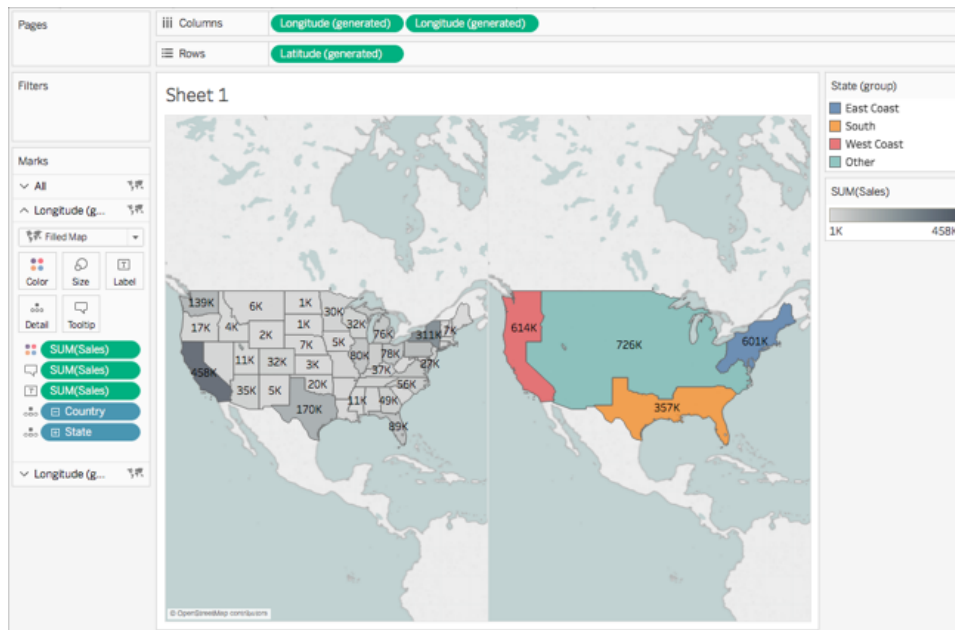 Pages
Columns
Longitude (generated)
Longitude (generated)
Rows
Latitude (generated)
Filters
Marks
All
Longitude (g...
Filled Map
Color
Size
Label
Detail
Tooltip
SUM(Sales)
SUM(Sales)
SUM(Sales)
Country
State
Longitude (g...
Sheet 1
139K
6K
1K
30K
17K
4K
1K
32K
76K
311K
7K
2K
7K
5K
11K
32K
80K
78K
27K
458K
3K
37K
35K
5K
20K
56K
170K
11K
49K
89K
© OpenStreetMap contributors
614K
726K
601K
357K
State (group)
East Coast
South
West Coast
Other
SUM(Sales)
1K
458K